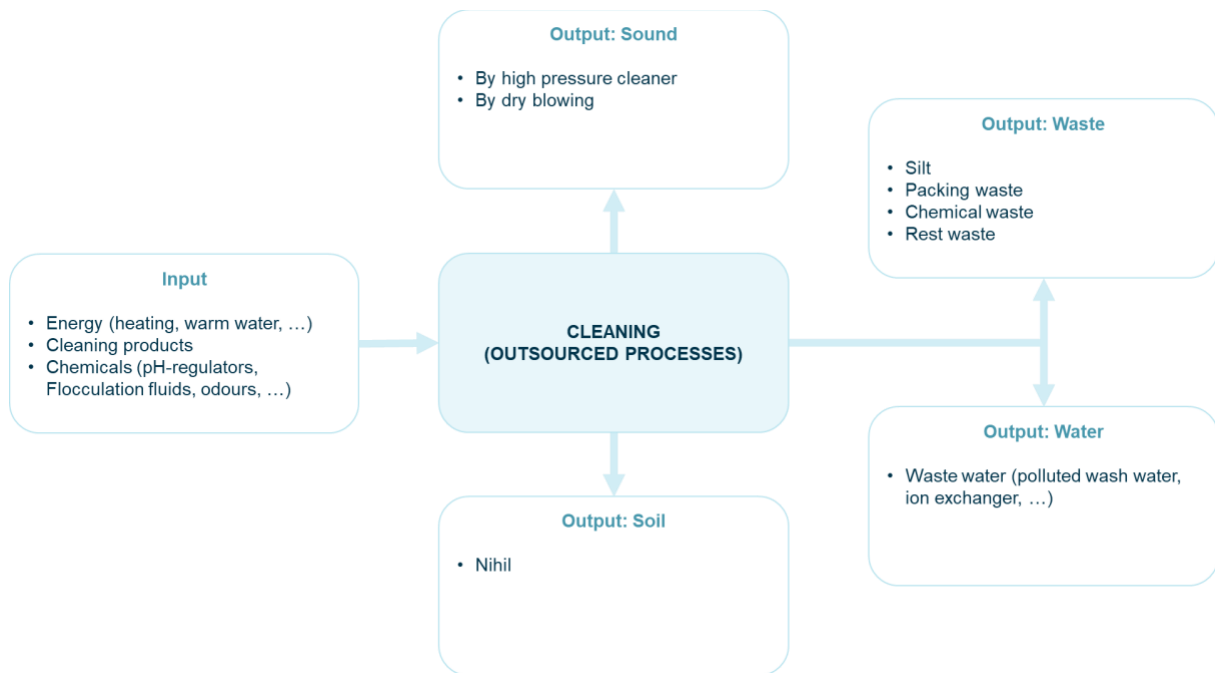 Output: Sound
• By high pressure cleaner
• By dry blowing
Output: Waste
• Silt
• Packing waste
• Chemical waste
• Rest waste
Input
• Energy (heating, warm water, …)
• Cleaning products
• Chemicals (pH-regulators,
Flocculation fluids, odours, …)
CLEANING
(OUTSOURCED PROCESSES)
Output: Water
• Waste water (polluted wash water,
ion exchanger, …)
Output: Soil
• Nihil